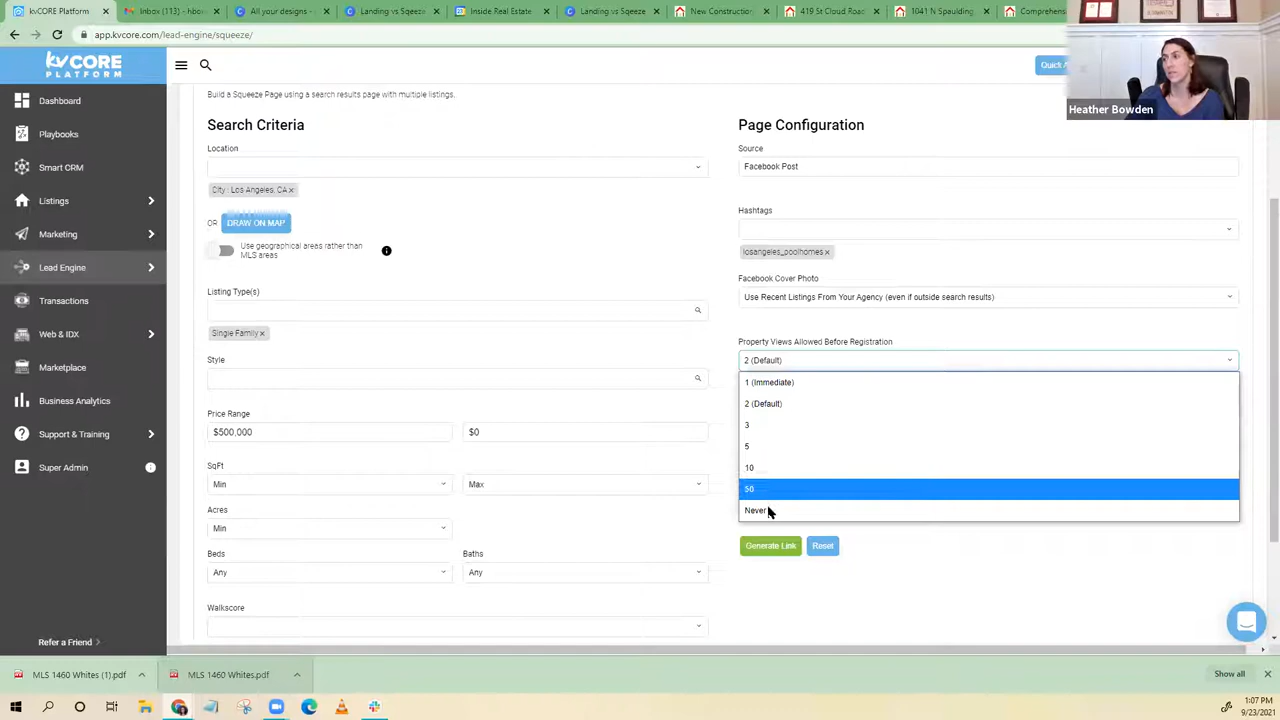 kvCORE Platform
Inbox (113) - inbox
All your designs -
Landing vs Squeeze
Inside Real Estate
Landing vs Squeeze
New Construction
419 St Cloud Road
1041 N Spaulding
Comprehens
app.kvcore.com/lead-engine/squeeze/
kvCORE
PLATFORM
Quick
Heather Bowden
Dashboard
Playbooks
Smart CRM
Listings
Marketing
Lead Engine
Transactions
Web & IDX
Marketplace
Business Analytics
Support & Training
Super Admin
Refer a Friend
Build a Squeeze Page using a search results page with multiple listings.
Search Criteria
Location
City : Los Angeles, CA
OR
DRAW ON MAP
Use geographical areas rather than
MLS areas
Listing Type(s)
Single Family
Style
Price Range
$500,000
$0
SqFt
Min
Max
Acres
Min
Beds
Baths
Any
Any
Walkscore
Page Configuration
Source
Facebook Post
Hashtags
losangeles_poolhomes
Facebook Cover Photo
Use Recent Listings From Your Agency (even if outside search results)
Property Views Allowed Before Registration
2 (Default)
1 (Immediate)
2 (Default)
3
5
10
50
Never
Generate Link
Reset
MLS 1460 Whites (1).pdf
MLS 1460 Whites.pdf
Show all
1:07 PM
9/23/2021